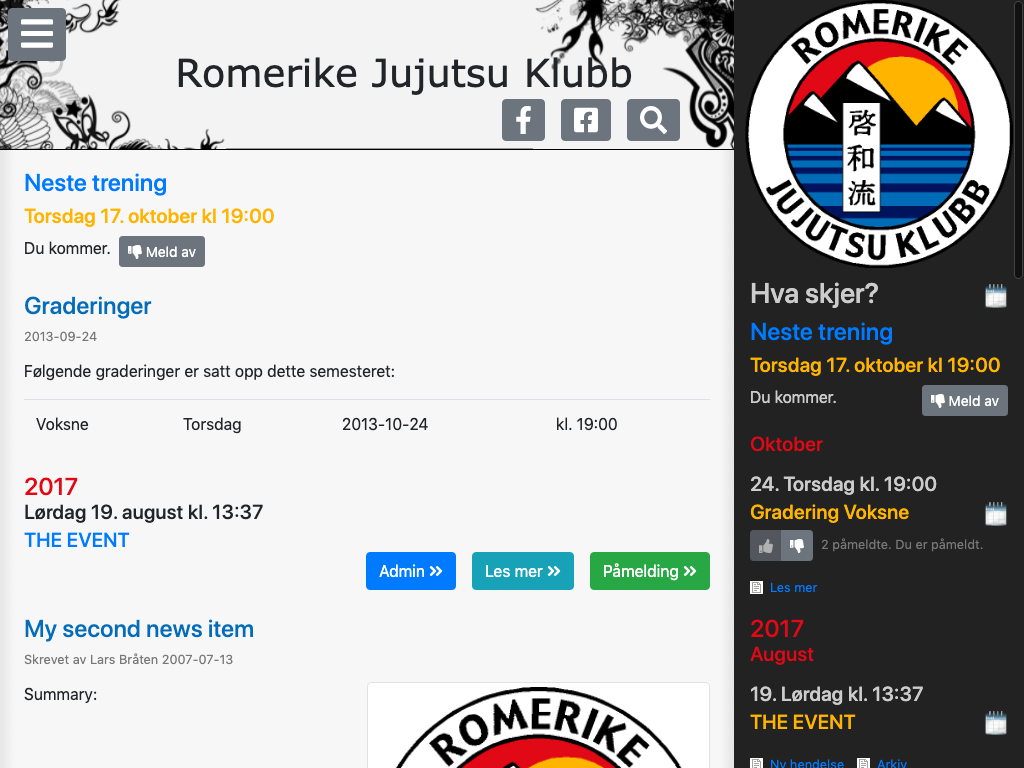 Romerike Jujutsu Klubb
Neste trening
Torsdag 17. oktober kl 19:00
Du kommer. Meld av
Graderinger
2013-09-24
Følgende graderinger er satt opp dette semesteret:
Voksne Torsdag 2013-10-24 kl. 19:00
2017
Lørdag 19. august kl. 13:37
THE EVENT
Admin Les mer Påmelding
My second news item
Skrevet av Lars Bråten 2007-07-13
Summary:
ROMERIKE
ROMERIKE
啓和流
JUJUTSU KLUBB
Hva skjer?
Neste trening
Torsdag 17. oktober kl 19:00
Du kommer. Meld av
Oktober
24. Torsdag kl. 19:00
Gradering Voksne
2 påmeldte. Du er påmeldt.
Les mer
2017
August
19. Lørdag kl. 13:37
THE EVENT
Ny hendelse Arkiv